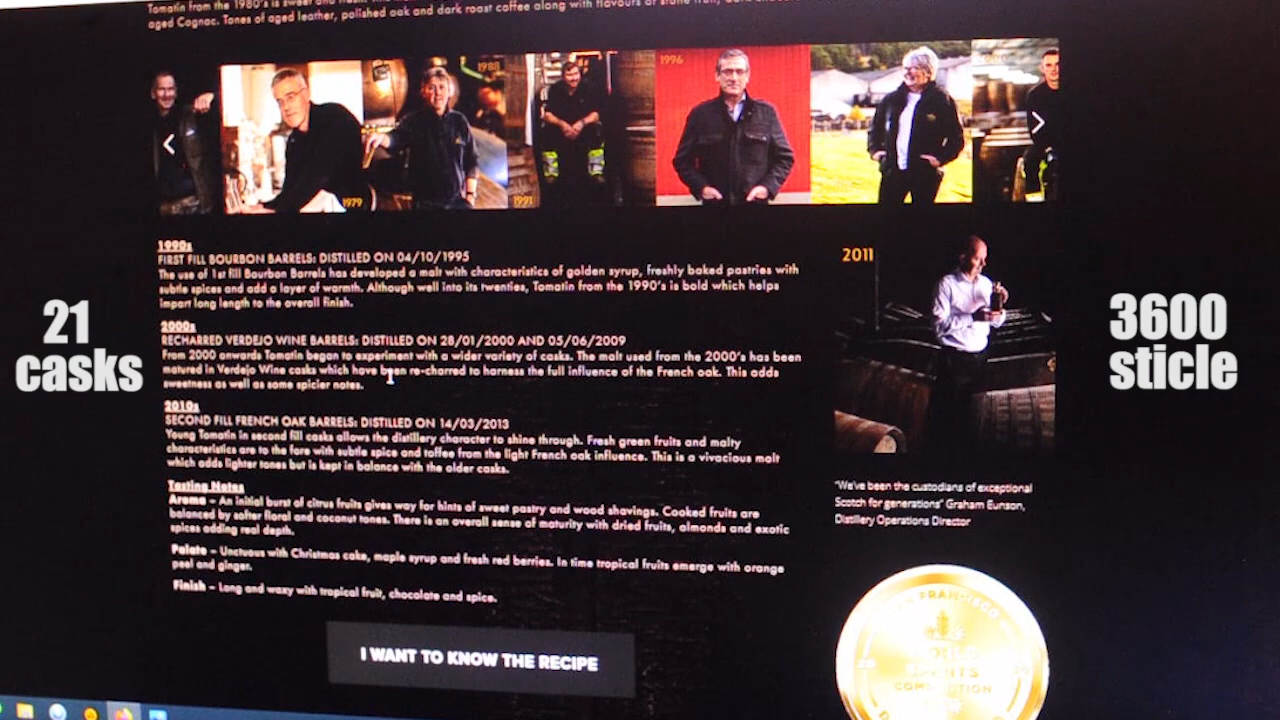 Tomatin from the 1980's is sweet and
aged Cognac. Tones of aged leather, polished oak and dark roast coffee along with flavours of stone fruit,
1988
1996
1979
1991
1990s
FIRST FILL BOURBON BARRELS: DISTILLED ON 04/10/1995
The use of 1st fill Bourbon Barrels has developed a malt with characteristics of golden syrup, freshly baked pastries with
subtle spices and add a layer of warmth. Although well into its twenties, Tomatin from the 1990's is bold which helps
impart long length to the overall finish.
2000s
RECHARRED VERDEJO WINE BARRELS: DISTILLED ON 28/01/2000 AND 05/06/2009
From 2000 onwards Tomatin began to experiment with a wider variety of casks. The malt used from the 2000's has been
matured in Verdejo Wine casks which have been re-charred to harness the full influence of the French oak. This adds
sweetness as well as some spicier notes.
2010s
SECOND FILL FRENCH OAK BARRELS: DISTILLED ON 14/03/2013
Young Tomatin in second fill casks allows the distillery character to shine through. Fresh green fruits and malty
characteristics are to the fore with subtle spice and toffee from the light French oak influence. This is a vivacious malt
which adds lighter tones but is kept in balance with the older casks.
Tasting Notes
Aroma – An initial burst of citrus fruits gives way for hints of sweet pastry and wood shavings. Cooked fruits are
balanced by softer floral and coconut tones. There is an overall sense of maturity with dried fruits, almonds and exotic
spices adding real depth.
Palate – Unctuous with Christmas cake, maple syrup and fresh red berries. In time tropical fruits emerge with orange
peel and ginger.
Finish – Long and waxy with tropical fruit, chocolate and spice.
I WANT TO KNOW THE RECIPE
2011
"We've been the custodians of exceptional
Scotch for generations" Graham Eunson,
Distillery Operations Director
SAN FRANCISCO
WORLD
SPIRITS
COMPETITION
21
casks
3600
sticle